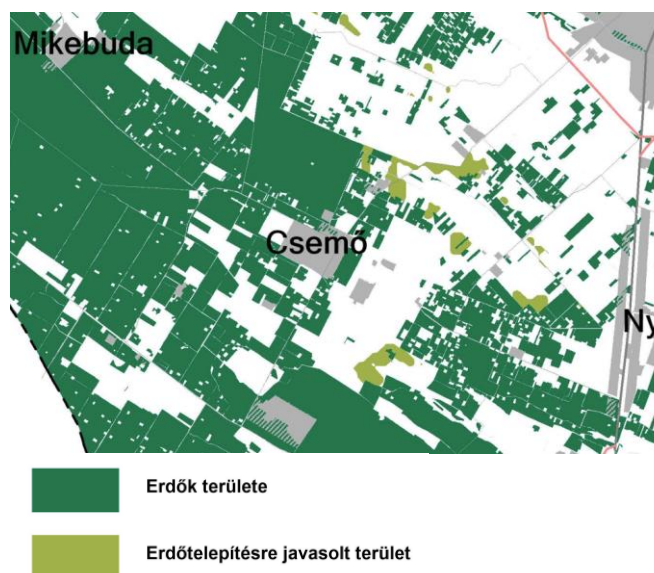 Mikebuda
Csemő
Ny
Erdők területe
Erdőtelepítésre javasolt terület